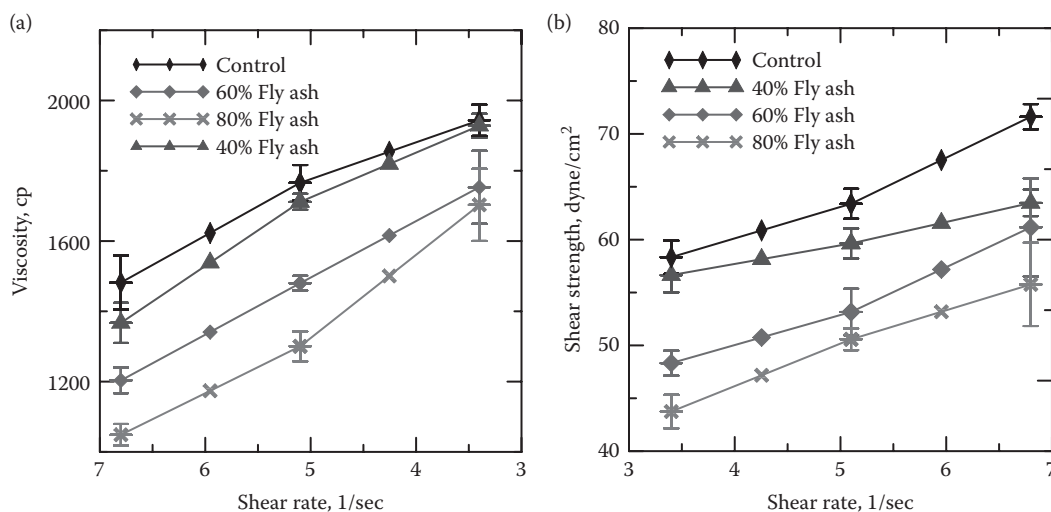 (a)
Control
60% Fly ash
80% Fly ash
40% Fly ash
2000
1600
1200
Viscosity, cp
7 6 5 4 3
Shear rate, 1/sec
(b)
Control
40% Fly ash
60% Fly ash
80% Fly ash
80
70
60
50
40
Shear strength, dyne/cm²
3 4 5 6 7
Shear rate, 1/sec